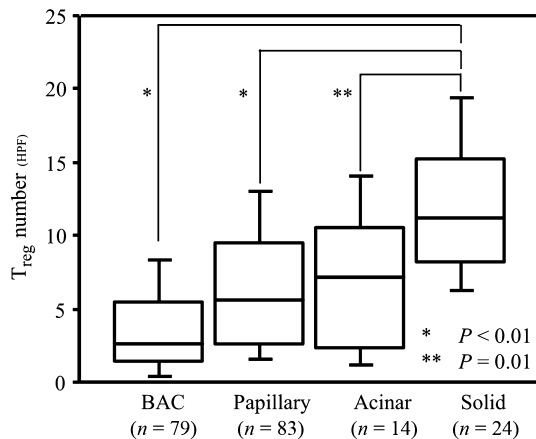 25
20
15
10
5
0
Treg number (HPF)
* * **
* P < 0.01
** P = 0.01
BAC Papillary Acinar Solid
(n = 79) (n = 83) (n = 14) (n = 24)